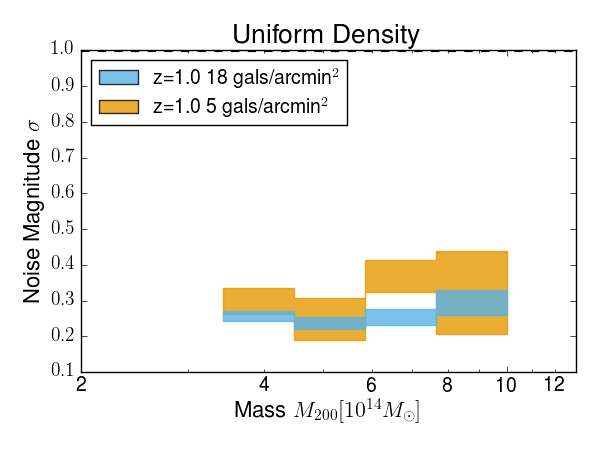 Uniform Density
z=1.0 18 gals/arcmin²
z=1.0 5 gals/arcmin²
Noise Magnitude σ
1.0
0.9
0.8
0.7
0.6
0.5
0.4
0.3
0.2
0.1
2 4 6 8 10 12
Mass M₂₀₀[10¹⁴M☉]